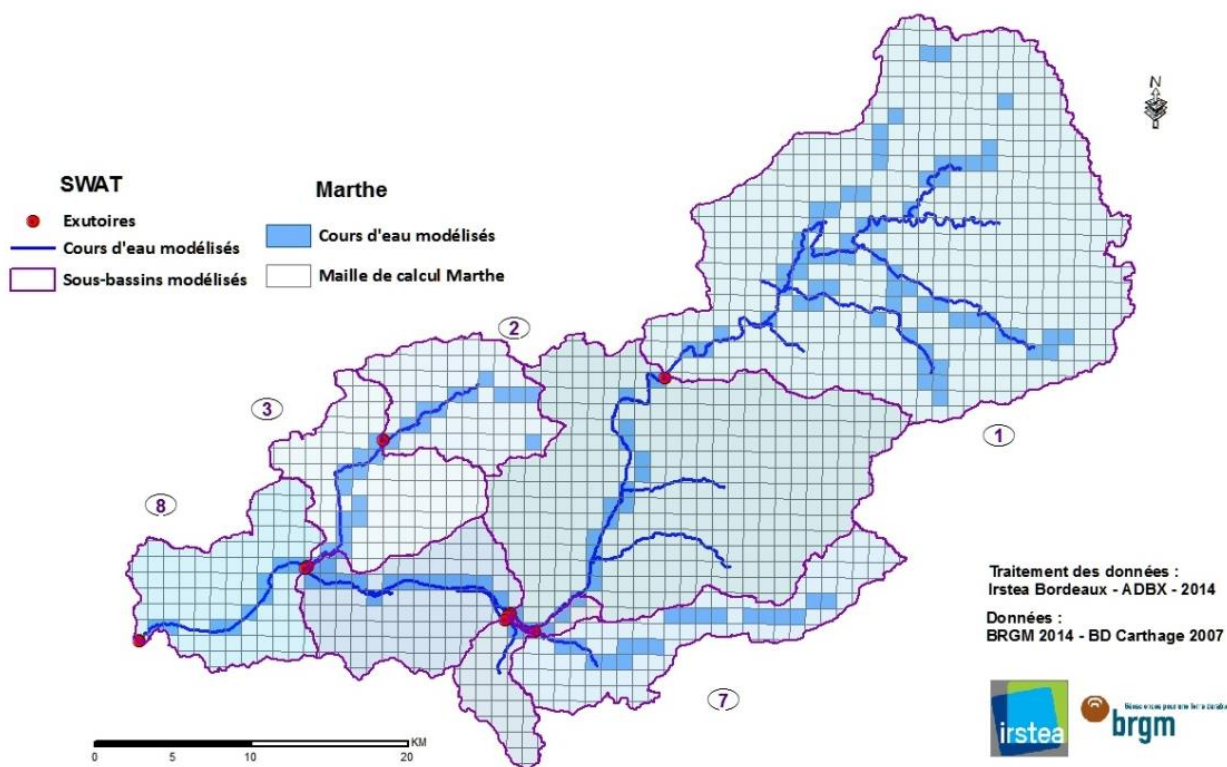 N
SWAT
Exutoires
Cours d'eau modélisés
Sous-bassins modélisés
Marthe
Cours d'eau modélisés
Maille de calcul Marthe
2
3
1
8
7
Traitement des données :
Irstea Bordeaux - ADBX - 2014
Données :
BRGM 2014 - BD Carthage 2007
KM
0 5 10 20
irstea
brgm